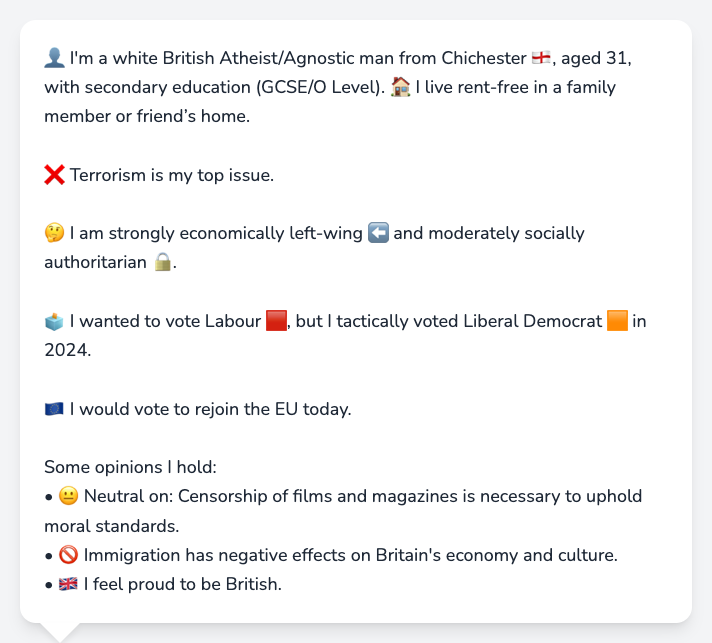 👤 I'm a white British Atheist/Agnostic man from Chichester 🏴󠁧󠁢󠁥󠁮󠁧󠁿, aged 31,
with secondary education (GCSE/O Level). 🏠 I live rent-free in a family
member or friend’s home.
❌ Terrorism is my top issue.
🤔 I am strongly economically left-wing ⬅️ and moderately socially
authoritarian 🔒.
🗳️ I wanted to vote Labour 🟥, but I tactically voted Liberal Democrat 🟧 in
2024.
🇪🇺 I would vote to rejoin the EU today.
Some opinions I hold:
• 😐 Neutral on: Censorship of films and magazines is necessary to uphold
moral standards.
• 🚫 Immigration has negative effects on Britain's economy and culture.
• 🇬🇧 I feel proud to be British.